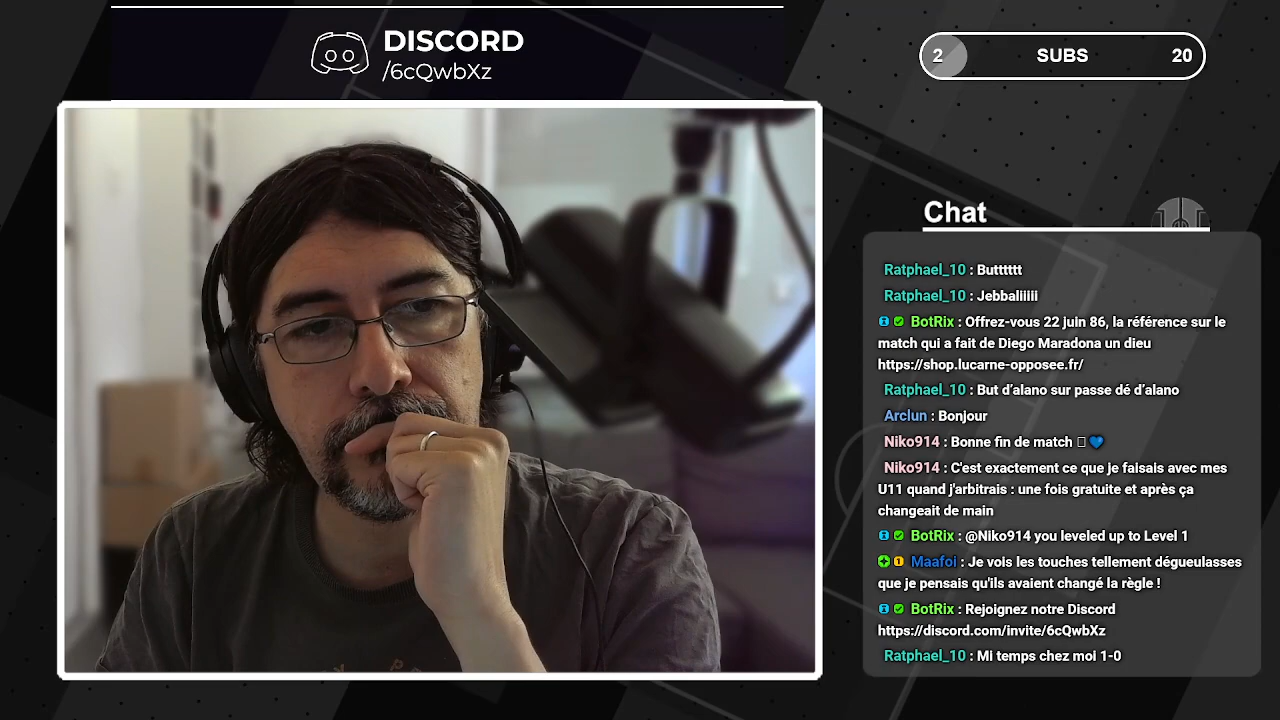 DISCORD
/6cQwbXz
2 SUBS 20
Chat
Ratphael_10 : Butttttt
Ratphael_10 : Jebbaliiiiii
BotRix : Offrez-vous 22 juin 86, la référence sur le
match qui a fait de Diego Maradona un dieu
https://shop.lucarne-opposee.fr/
Ratphael_10 : But d’alano sur passe dé d’alano
Arclun : Bonjour
Niko914 : Bonne fin de match 💙
Niko914 : C'est exactement ce que je faisais avec mes
U11 quand j'arbitrais : une fois gratuite et après ça
changeait de main
BotRix : @Niko914 you leveled up to Level 1
1 Maafoi : Je vois les touches tellement dégueulasses
que je pensais qu'ils avaient changé la règle !
BotRix : Rejoignez notre Discord
https://discord.com/invite/6cQwbXz
Ratphael_10 : Mi temps chez moi 1-0